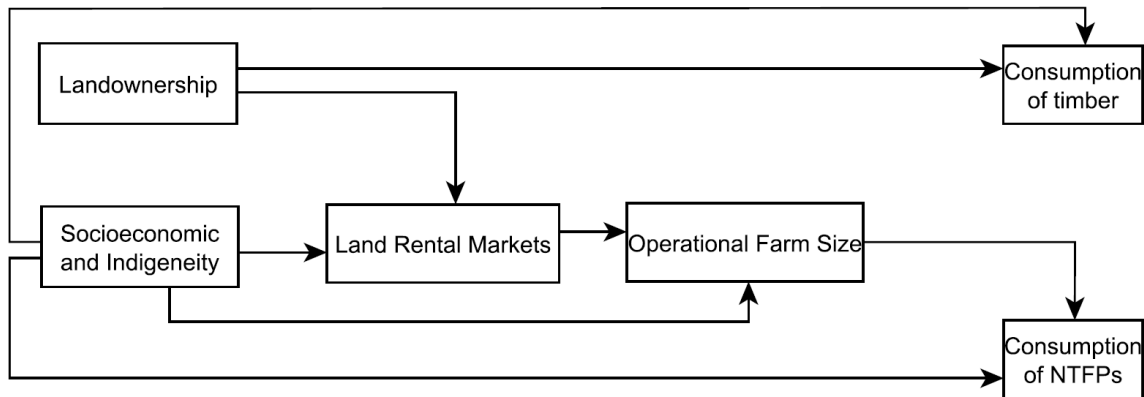 Landownership
Consumption
of timber
Socioeconomic
and Indigeneity
Land Rental Markets
Operational Farm Size
Consumption
of NTFPs